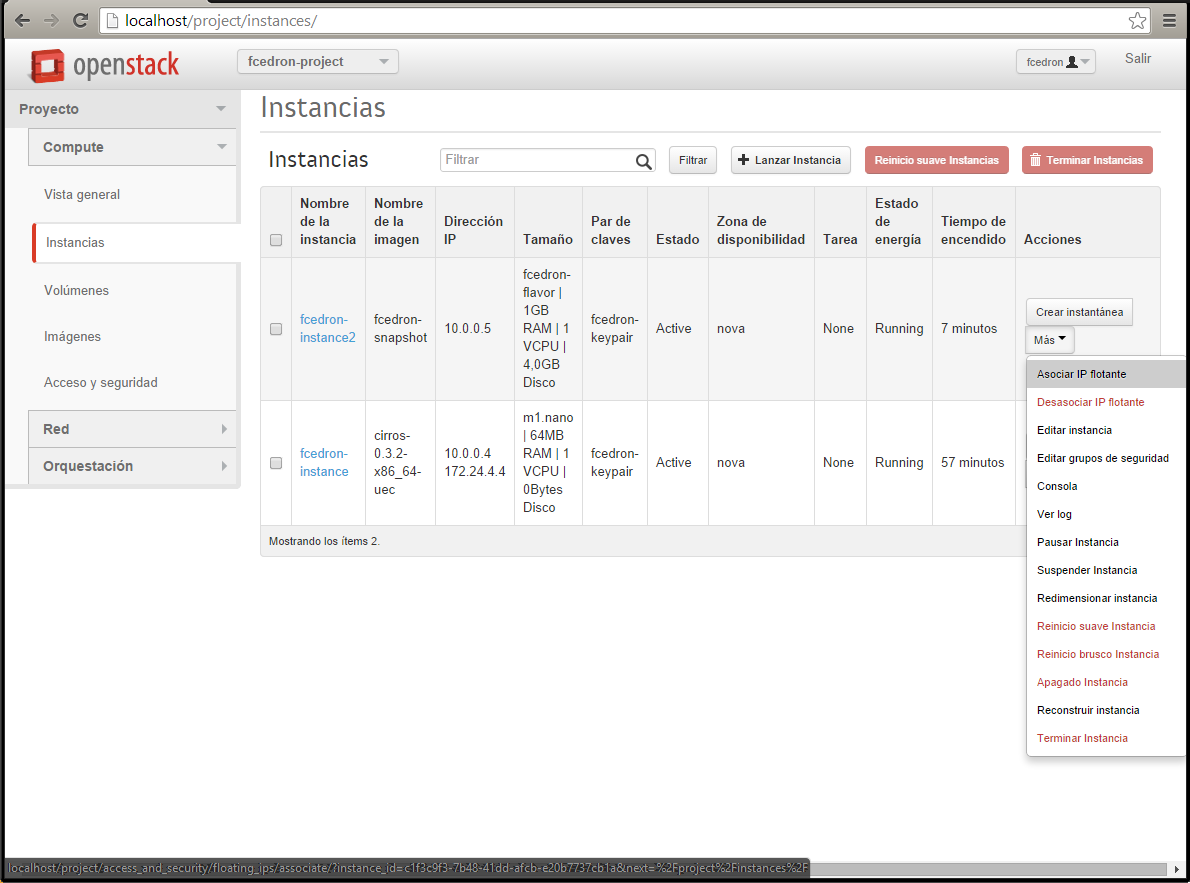 localhost/project/instances/
openstack
fcedron-project
fcedron
Salir
Proyecto
Compute
Vista general
Instancias
Volúmenes
Imágenes
Acceso y seguridad
Red
Orquestación
Instancias
Instancias
Filtrar
Filtrar
Lanzar Instancia
Reinicio suave Instancias
Terminar Instancias
Nombre
de la
instancia
Nombre
de la
imagen
Dirección
IP
Tamaño
Par de
claves
Estado
Zona de
disponibilidad
Tarea
Estado
de
energía
Tiempo de
encendido
Acciones
fcedron-
instance2
fcedron-
snapshot
10.0.0.5
fcedron-
flavor |
1GB
RAM | 1
VCPU |
4,0GB
Disco
fcedron-
keypair
Active
nova
None
Running
7 minutos
Crear instantánea
Más
fcedron-
instance
cirros-
0.3.2-
x86_64-
uec
10.0.0.4
172.24.4.4
m1.nano
| 64MB
RAM | 1
VCPU |
0Bytes
Disco
fcedron-
keypair
Active
nova
None
Running
57 minutos
Mostrando los ítems 2.
Asociar IP flotante
Desasociar IP flotante
Editar instancia
Editar grupos de seguridad
Consola
Ver log
Pausar Instancia
Suspender Instancia
Redimensionar instancia
Reinicio suave Instancia
Reinicio brusco Instancia
Apagado Instancia
Reconstruir instancia
Terminar Instancia
localhost/project/access_and_security/floating_ips/associate/?instance_id=c1f3c9f3-7b48-41dd-afcb-e20b7737cb1a&next=%2Fproject%2Finstances%2F